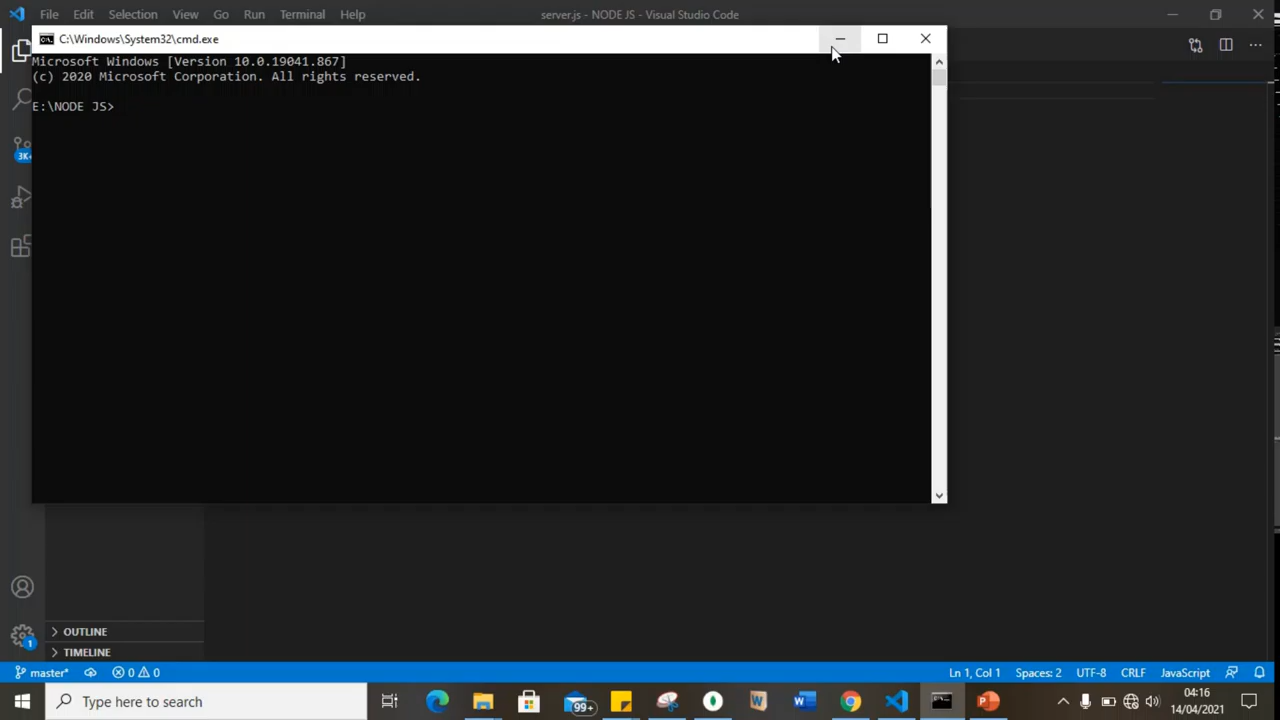 File Edit Selection View Go Run Terminal Help
server.js - NODE JS - Visual Studio Code
C:\Windows\System32\cmd.exe
Microsoft Windows [Version 10.0.19041.867]
(c) 2020 Microsoft Corporation. All rights reserved.
E:\NODE JS>
3K+
OUTLINE
1
TIMELINE
master* 0 0 Ln 1, Col 1 Spaces: 2 UTF-8 CRLF JavaScript
Type here to search
99+
04:16
14/04/2021